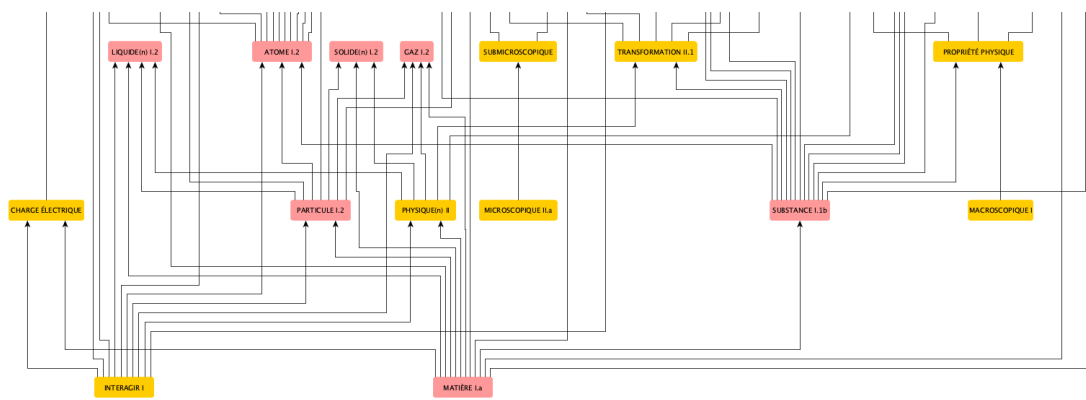 LIQUIDE(n) I.2
ATOME I.2
SOLIDE(n) I.2
GAZ I.2
SUBMICROSCOPIQUE
TRANSFORMATION II.1
PROPRIÉTÉ PHYSIQUE
CHARGE ÉLECTRIQUE
PARTICULE I.2
PHYSIQUE(n) II
MICROSCOPIQUE II.a
SUBSTANCE I.1b
MACROSCOPIQUE I
INTERAGIR I
MATIÈRE I.a